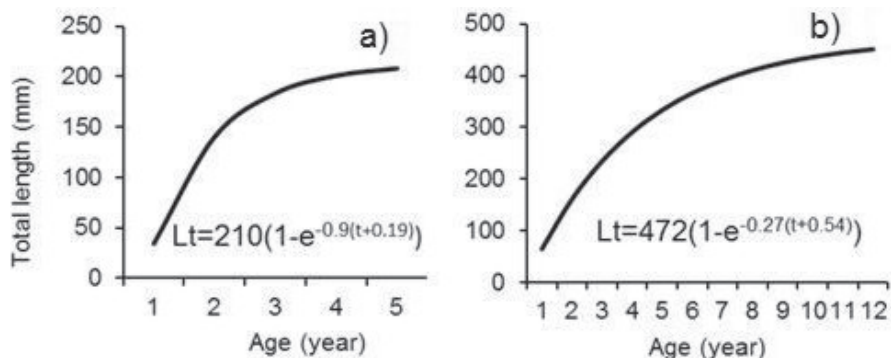 a)
Total length (mm)
250
200
150
100
50
0
Lt=210(1-e^-0.9(t+0.19))
1 2 3 4 5
Age (year)
b)
500
400
300
200
100
0
Lt=472(1-e^-0.27(t+0.54))
1 2 3 4 5 6 7 8 9 10 11 12
Age (year)